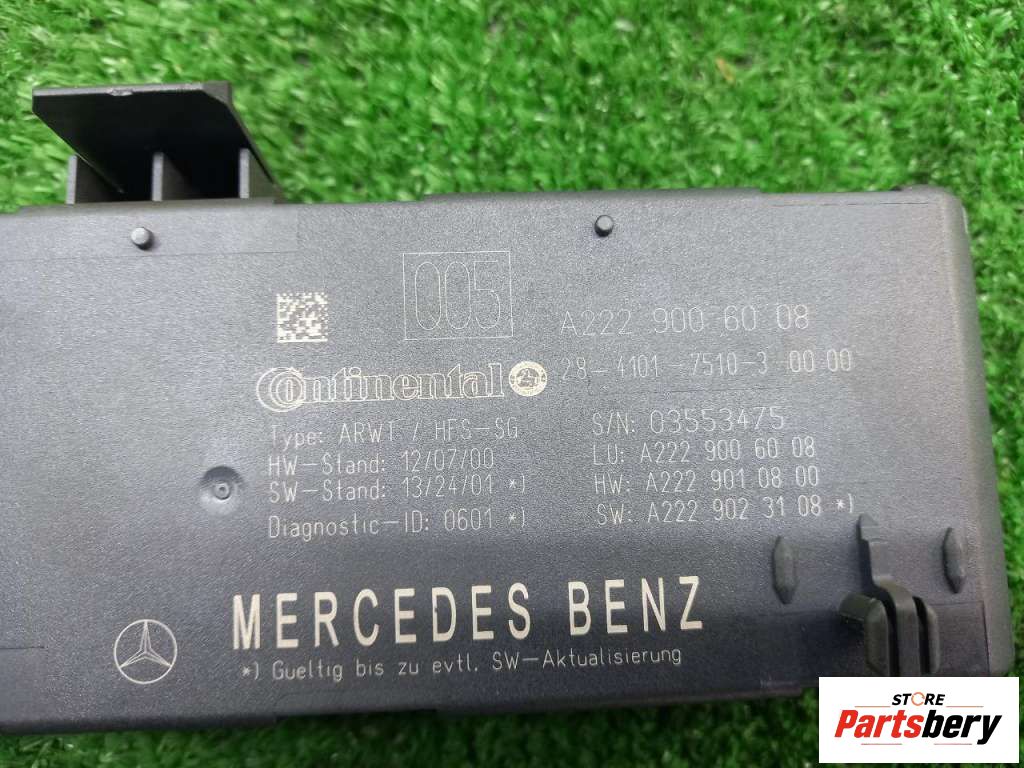 005
A222 900 60 08
Continental
28-4101-7510-3 00 00
Type: ARWT / HFS-SG
S/N: 03553475
HW-Stand: 12/07/00
LU: A222 900 60 08
SW-Stand: 13/24/01 *)
HW: A222 901 08 00
Diagnostic-ID: 0601 *)
SW: A222 902 31 08 *)
MERCEDES BENZ
*) Gueltig bis zu evtl. SW-Aktualisierung
STORE
Partsbery